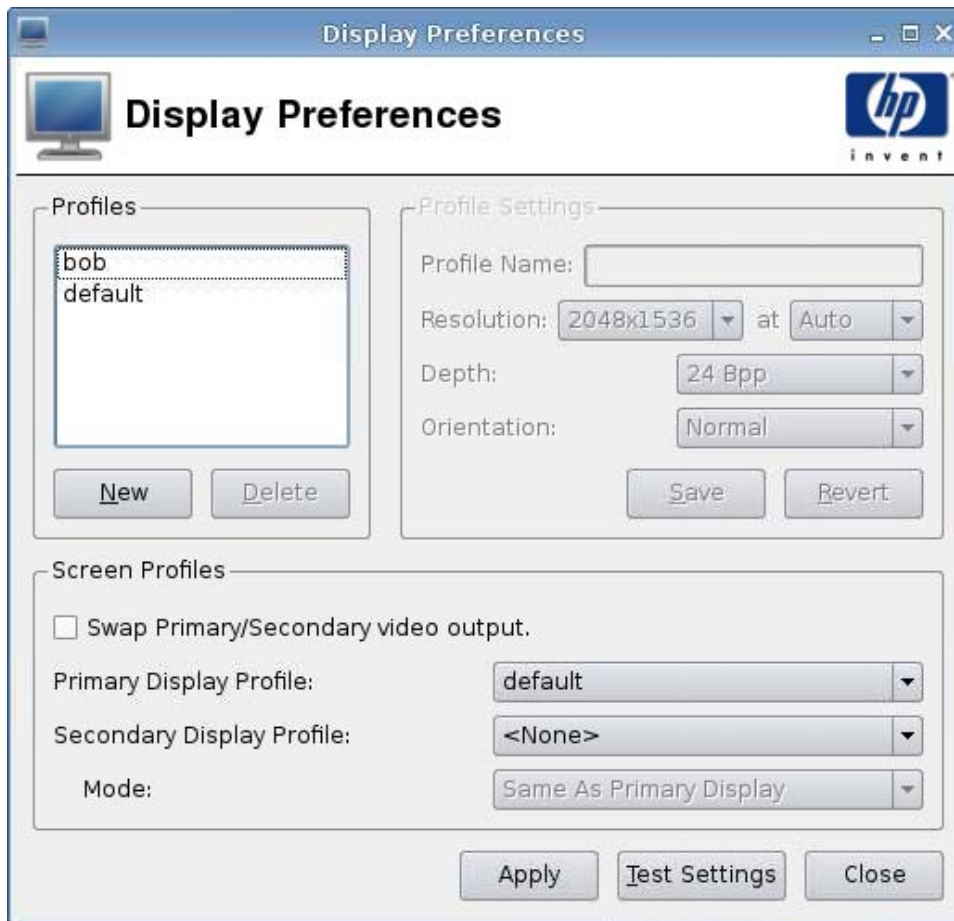 Display Preferences
Display Preferences
hp
invent
Profiles
bob
default
New
Delete
Profile Settings
Profile Name:
Resolution: 2048x1536 at Auto
Depth: 24 Bpp
Orientation: Normal
Save
Revert
Screen Profiles
Swap Primary/Secondary video output.
Primary Display Profile: default
Secondary Display Profile: <None>
Mode: Same As Primary Display
Apply
Test Settings
Close